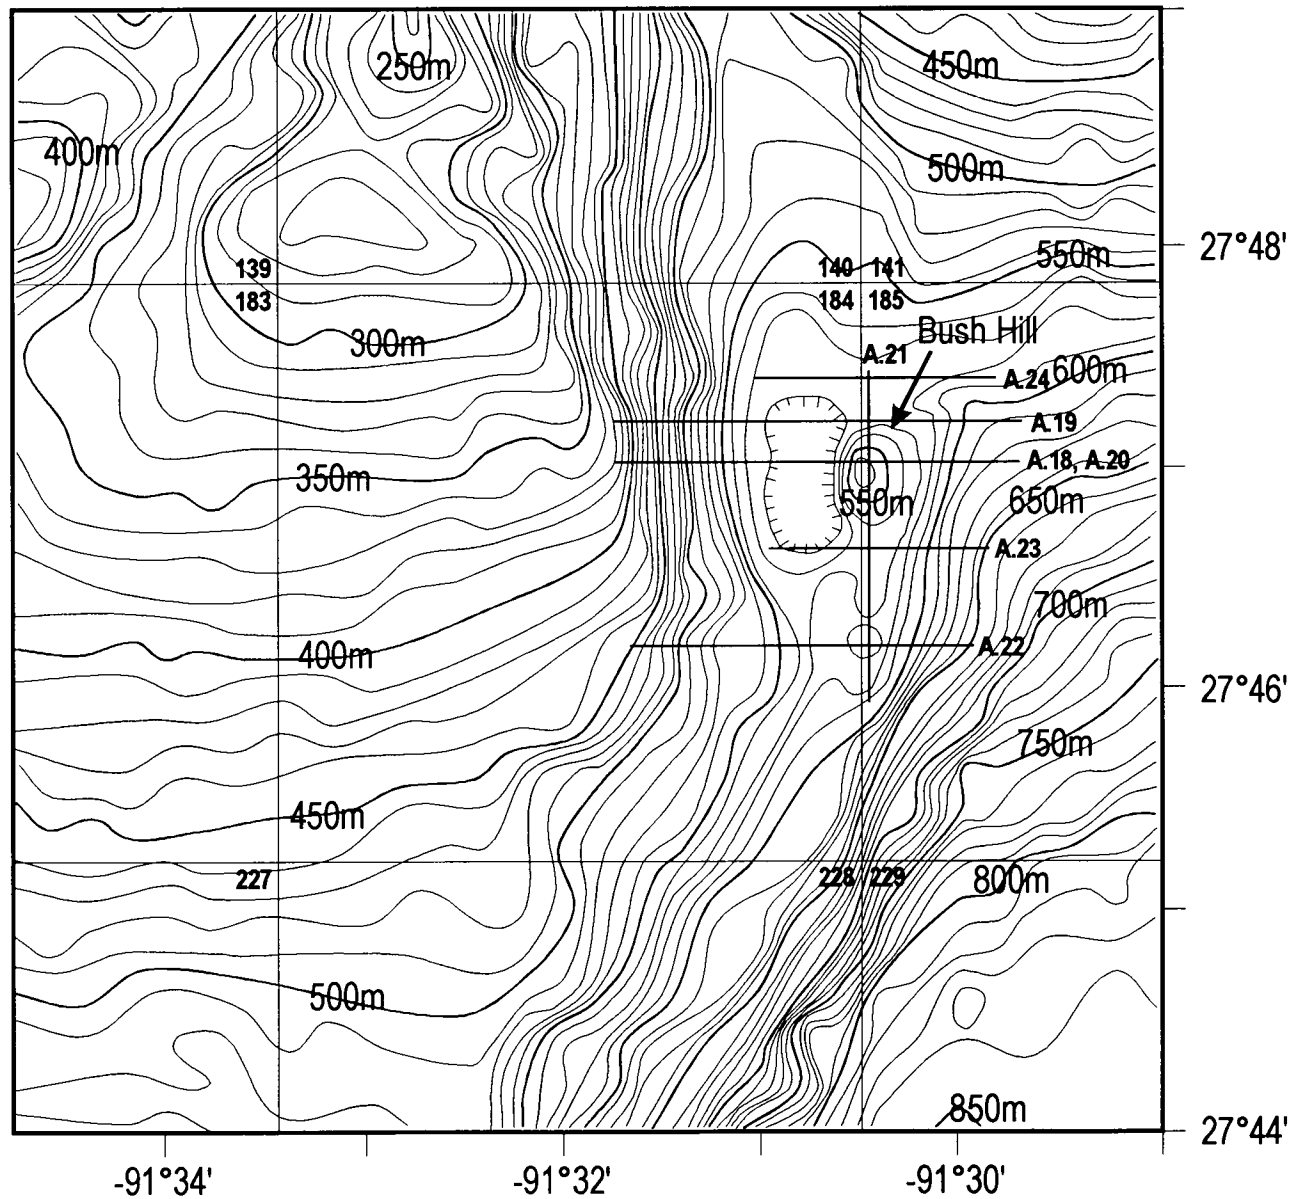 250m
450m
400m
500m
27°48'
550m
139
140 141
183
184 185
Bush Hill
300m
A.21
A.24
600m
A.19
A.18, A.20
350m
550m
650m
A.23
700m
400m
A.22
27°46'
750m
450m
227
228 229
800m
500m
850m
27°44'
-91°34'
-91°32'
-91°30'